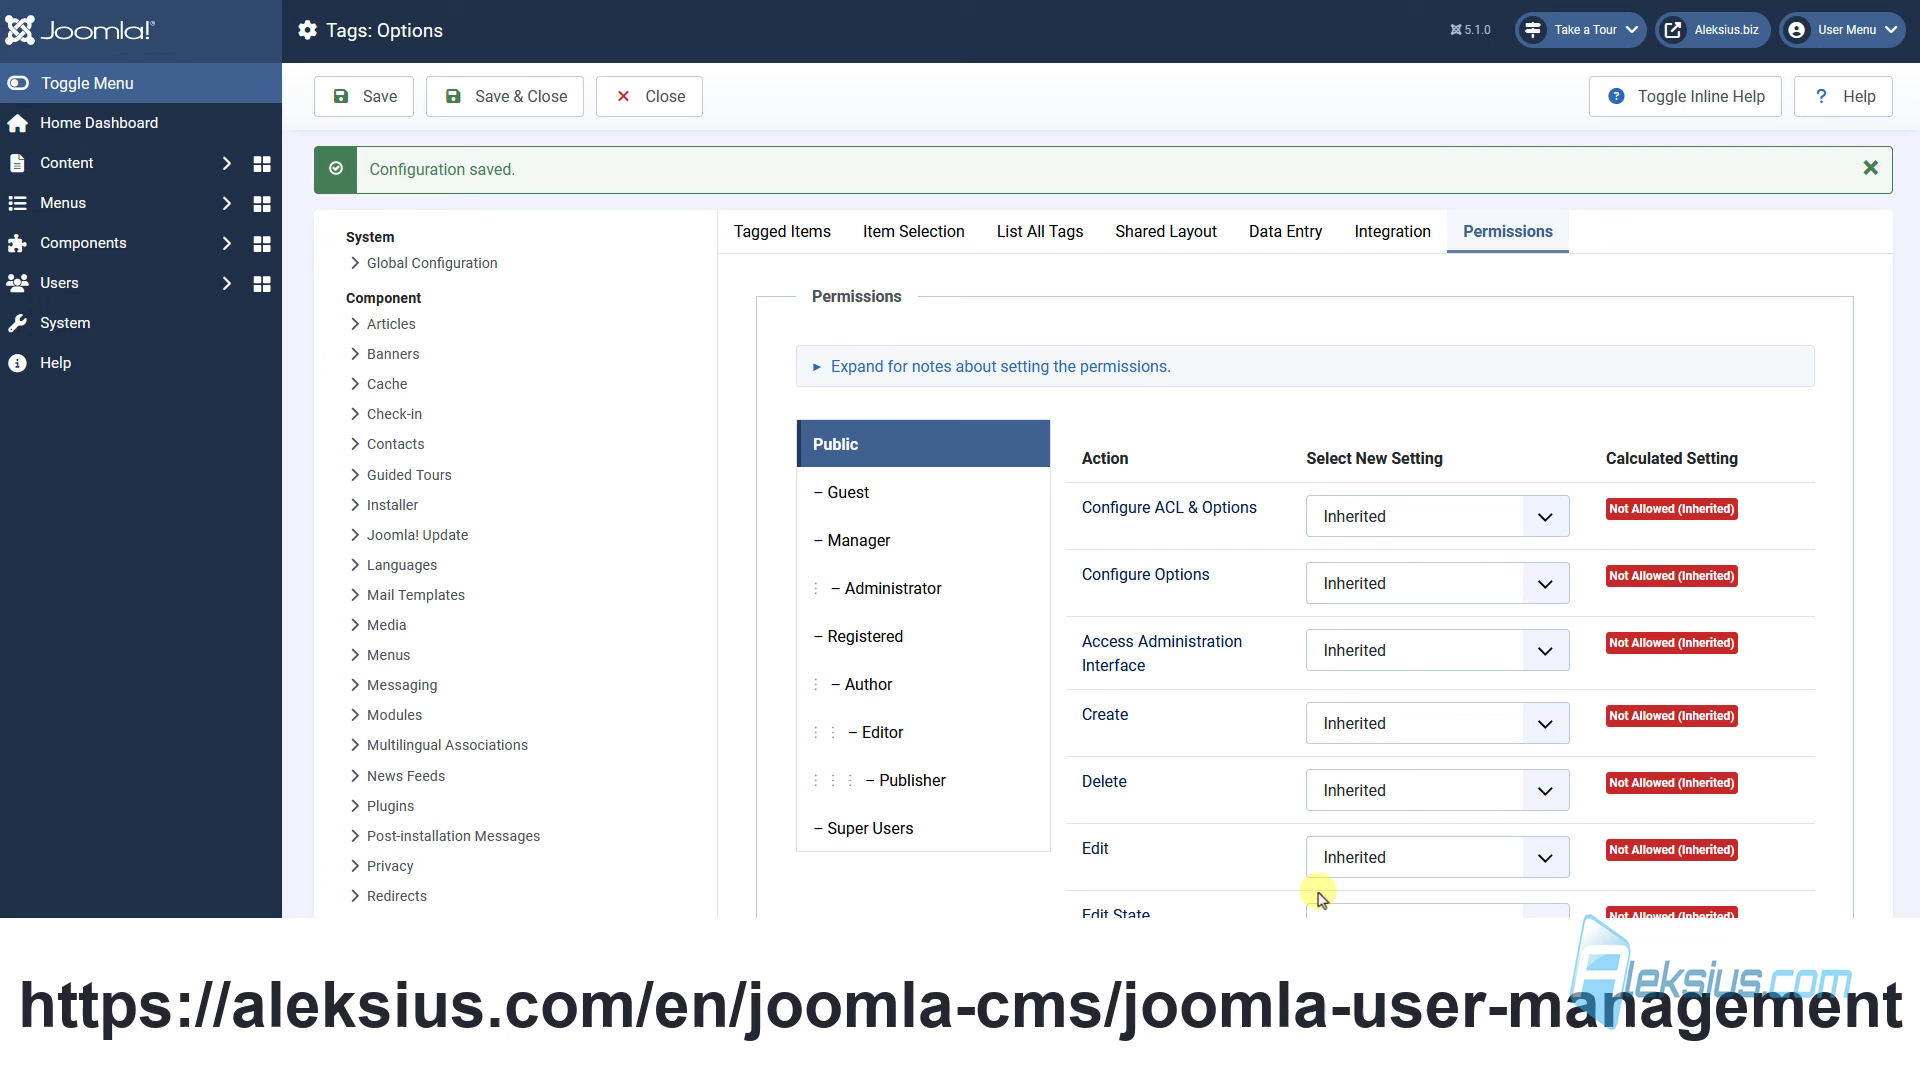 Joomla!
Tags: Options
5.1.0
Take a Tour
Aleksius.biz
User Menu
Toggle Menu
Home Dashboard
Content
Menus
Components
Users
System
Help
Save
Save & Close
Close
Toggle Inline Help
Help
Configuration saved.
System
Global Configuration
Component
Articles
Banners
Cache
Check-in
Contacts
Guided Tours
Installer
Joomla! Update
Languages
Mail Templates
Media
Menus
Messaging
Modules
Multilingual Associations
News Feeds
Plugins
Post-installation Messages
Privacy
Redirects
Tagged Items
Item Selection
List All Tags
Shared Layout
Data Entry
Integration
Permissions
Permissions
Expand for notes about setting the permissions.
Public
– Guest
– Manager
– Administrator
– Registered
– Author
– Editor
– Publisher
– Super Users
Action Select New Setting Calculated Setting
Configure ACL & Options Inherited Not Allowed (Inherited)
Configure Options Inherited Not Allowed (Inherited)
Access Administration
Interface Inherited Not Allowed (Inherited)
Create Inherited Not Allowed (Inherited)
Delete Inherited Not Allowed (Inherited)
Edit Inherited Not Allowed (Inherited)
Edit State Not Allowed (Inherited)
Aleksius.com
https://aleksius.com/en/joomla-cms/joomla-user-management